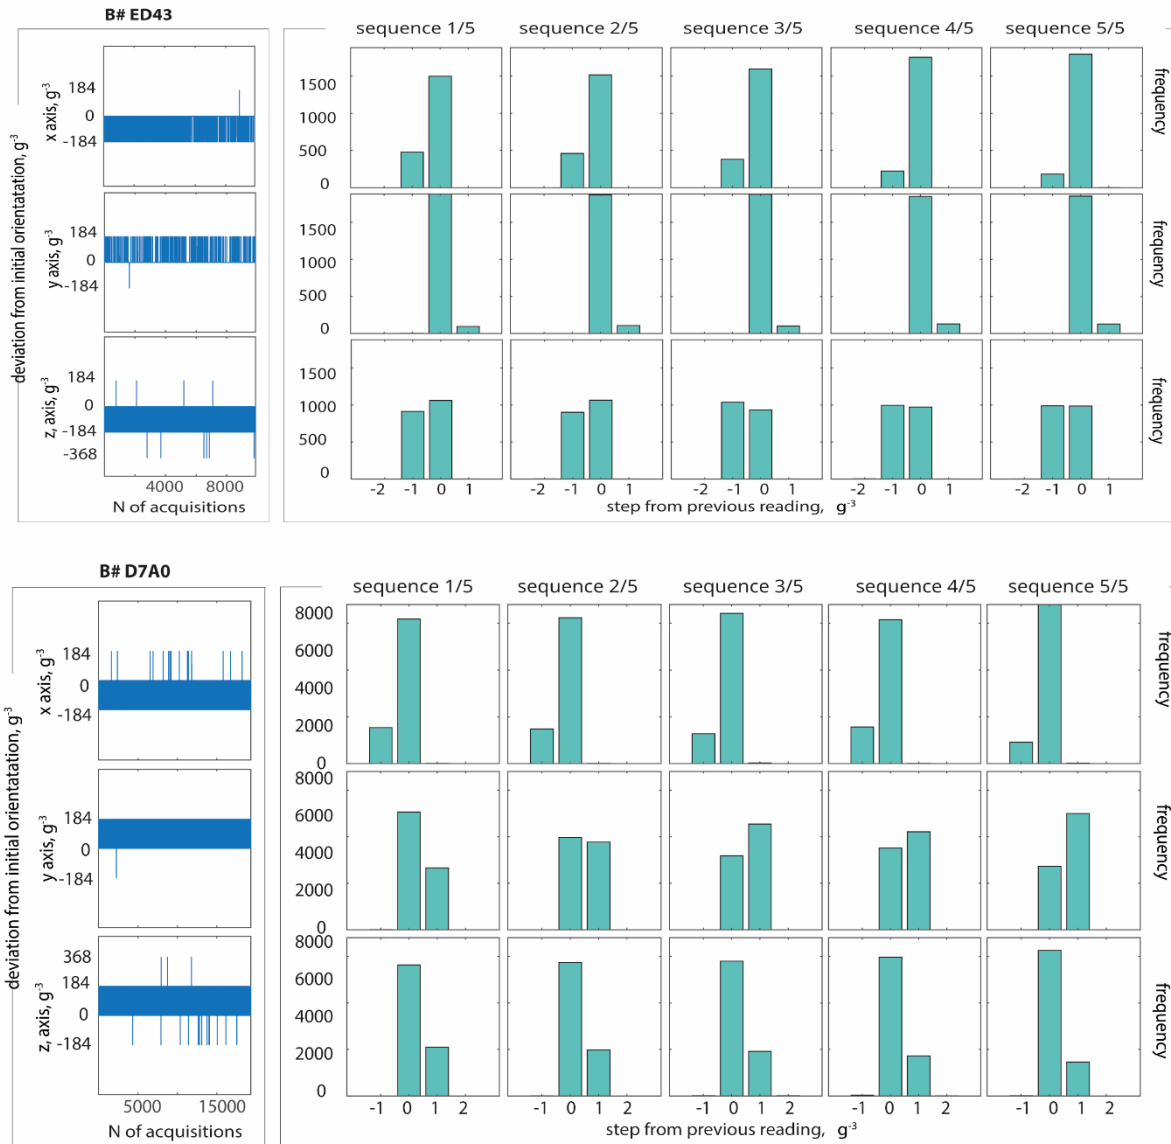 B# ED43
sequence 1/5 sequence 2/5 sequence 3/5 sequence 4/5 sequence 5/5
deviation from initial orientatation, g-3
x axis, g-3
184
0
-184
1500
1000
500
0
frequency
y axis, g-3
184
0
-184
1500
1000
500
0
frequency
z, axis, g-3
184
0
-184
-368
1500
1000
500
0
frequency
4000 8000
N of acquisitions
-2 -1 0 1 -2 -1 0 1 -2 -1 0 1 -2 -1 0 1 -2 -1 0 1
step from previous reading, g-3
B# D7A0
sequence 1/5 sequence 2/5 sequence 3/5 sequence 4/5 sequence 5/5
deviation from initial orientation, g-3
x axis, g-3
184
0
-184
8000
6000
4000
2000
0
frequency
y axis, g-3
184
0
-184
8000
6000
4000
2000
0
frequency
z, axis, g-3
368
184
0
-184
8000
6000
4000
2000
0
frequency
5000 15000
N of acquisitions
-1 0 1 2 -1 0 1 2 -1 0 1 2 -1 0 1 2 -1 0 1 2
step from previous reading, g-3